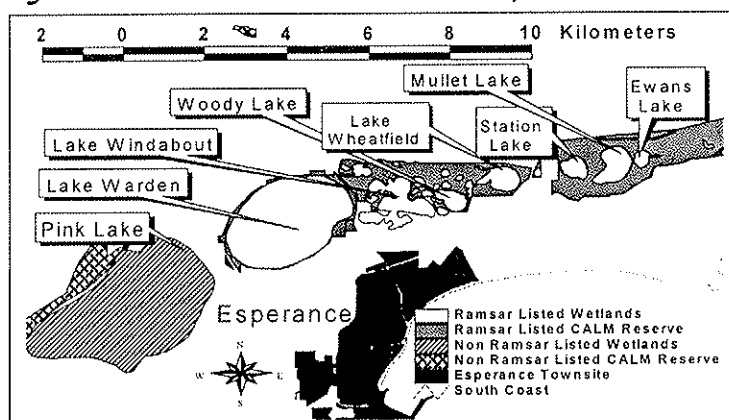 2 0 2 4 6 8 10 Kilometers
Mullet Lake
Ewans
Lake
Woody Lake
Lake
Wheatfield
Station
Lake
Lake Windabout
Lake Warden
Pink Lake
Esperance
N
W E
S
Ramsar Listed Wetlands
Ramsar Listed CALM Reserve
Non Ramsar Listed Wetlands
Non Ramsar Listed CALM Reserve
Esperance Townsite
South Coast